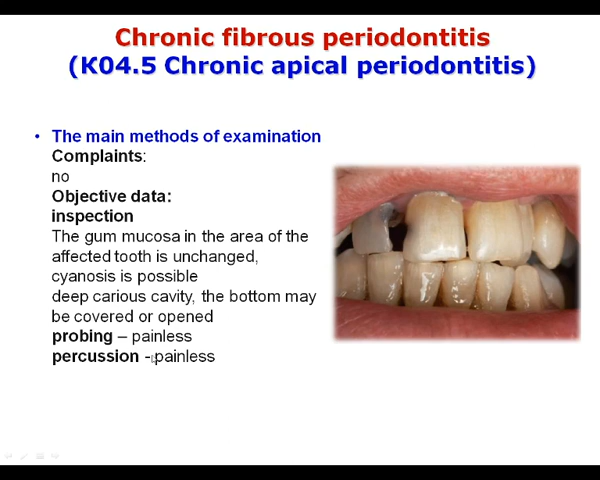 Chronic fibrous periodontitis
(K04.5 Chronic apical periodontitis)
• The main methods of examination
Complaints:
no
Objective data:
inspection
The gum mucosa in the area of the
affected tooth is unchanged,
cyanosis is possible
deep carious cavity, the bottom may
be covered or opened
probing – painless
percussion - painless